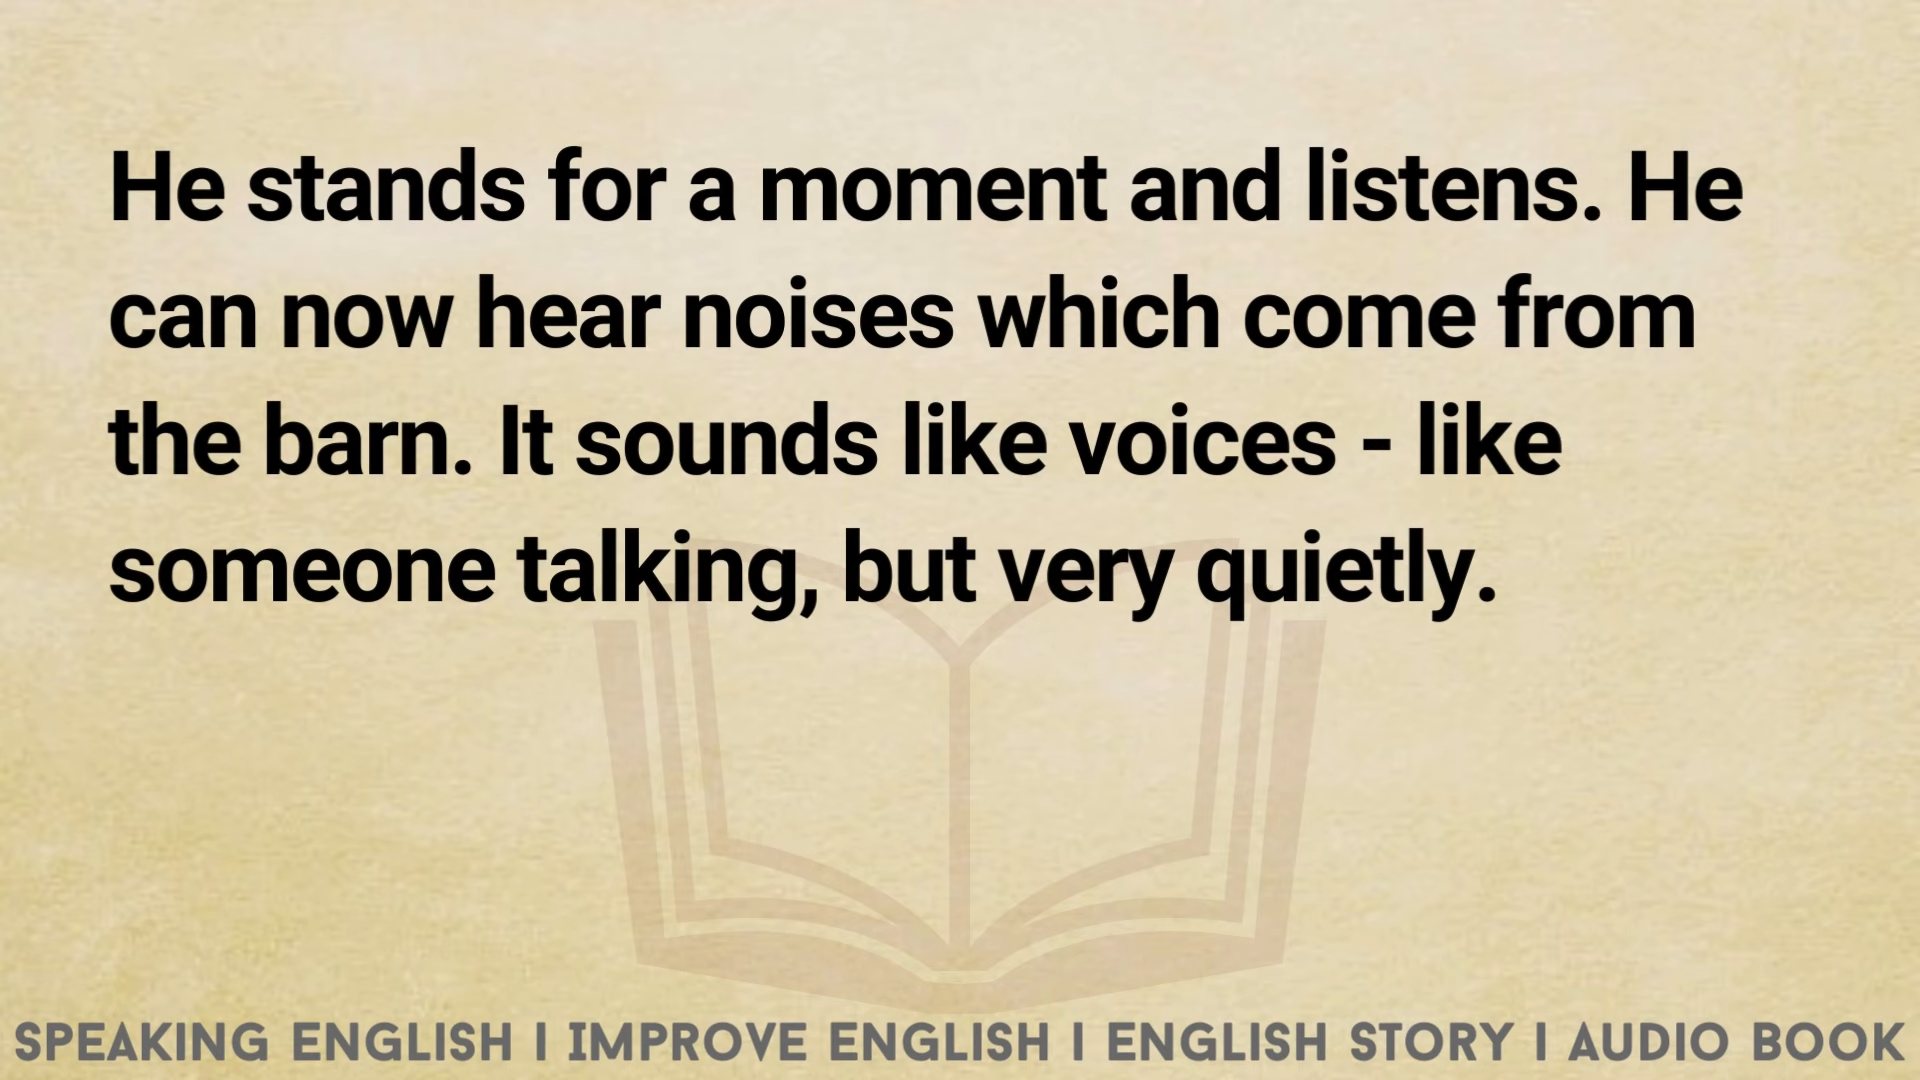 He stands for a moment and listens. He
can now hear noises which come from
the barn. It sounds like voices - like
someone talking, but very quietly.
SPEAKING ENGLISH I IMPROVE ENGLISH I ENGLISH STORY I AUDIO BOOK